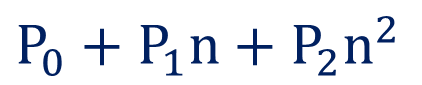 P₀ + P₁n + P₂n²